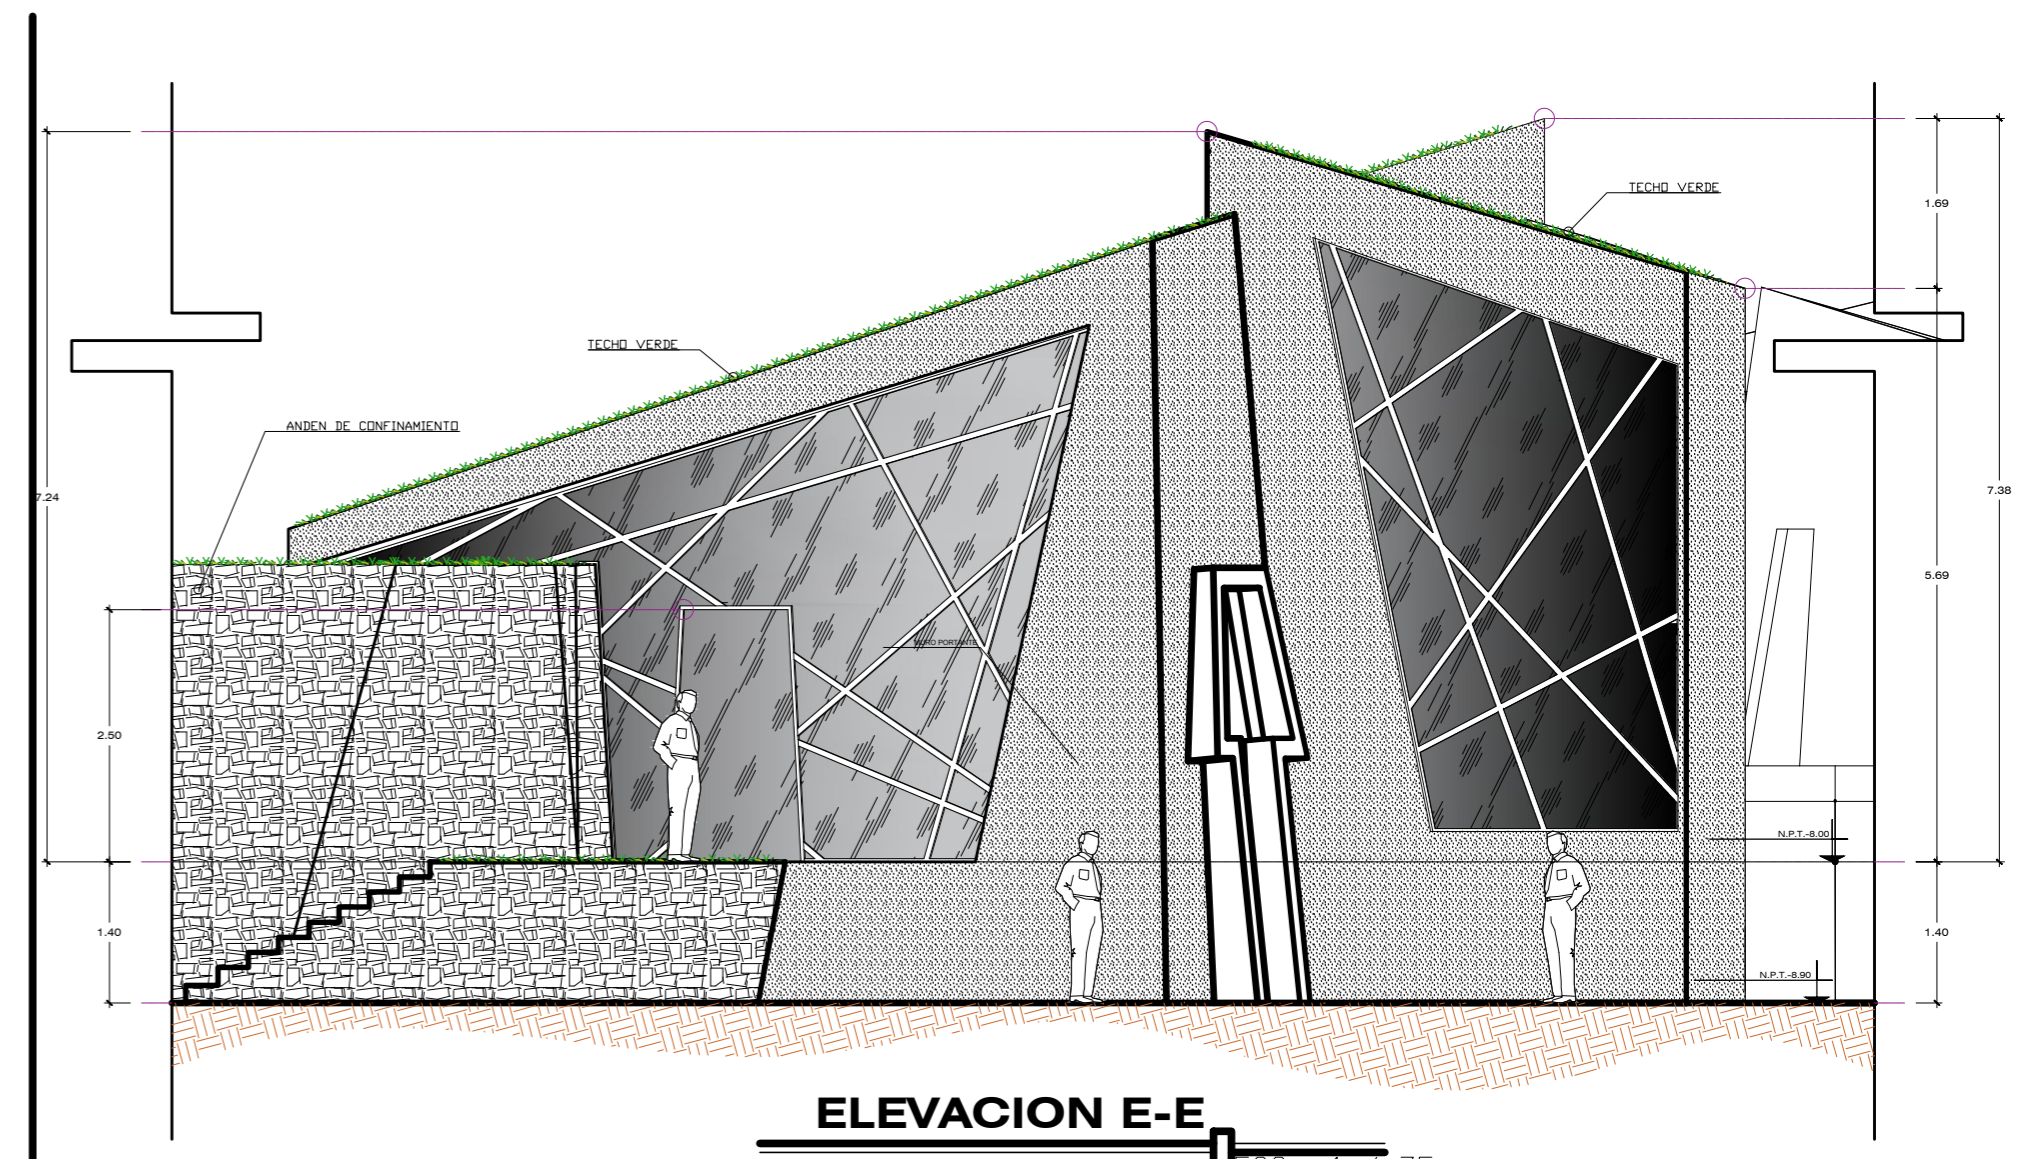 TECHO VERDE
1.69
TECHO VERDE
ANDEN DE CONFINAMIENTO
7.24
7.38
5.69
MURO PORTANTE
2.50
N.P.T.-8.00
1.40
1.40
N.P.T.-8.90
ELEVACION E-E